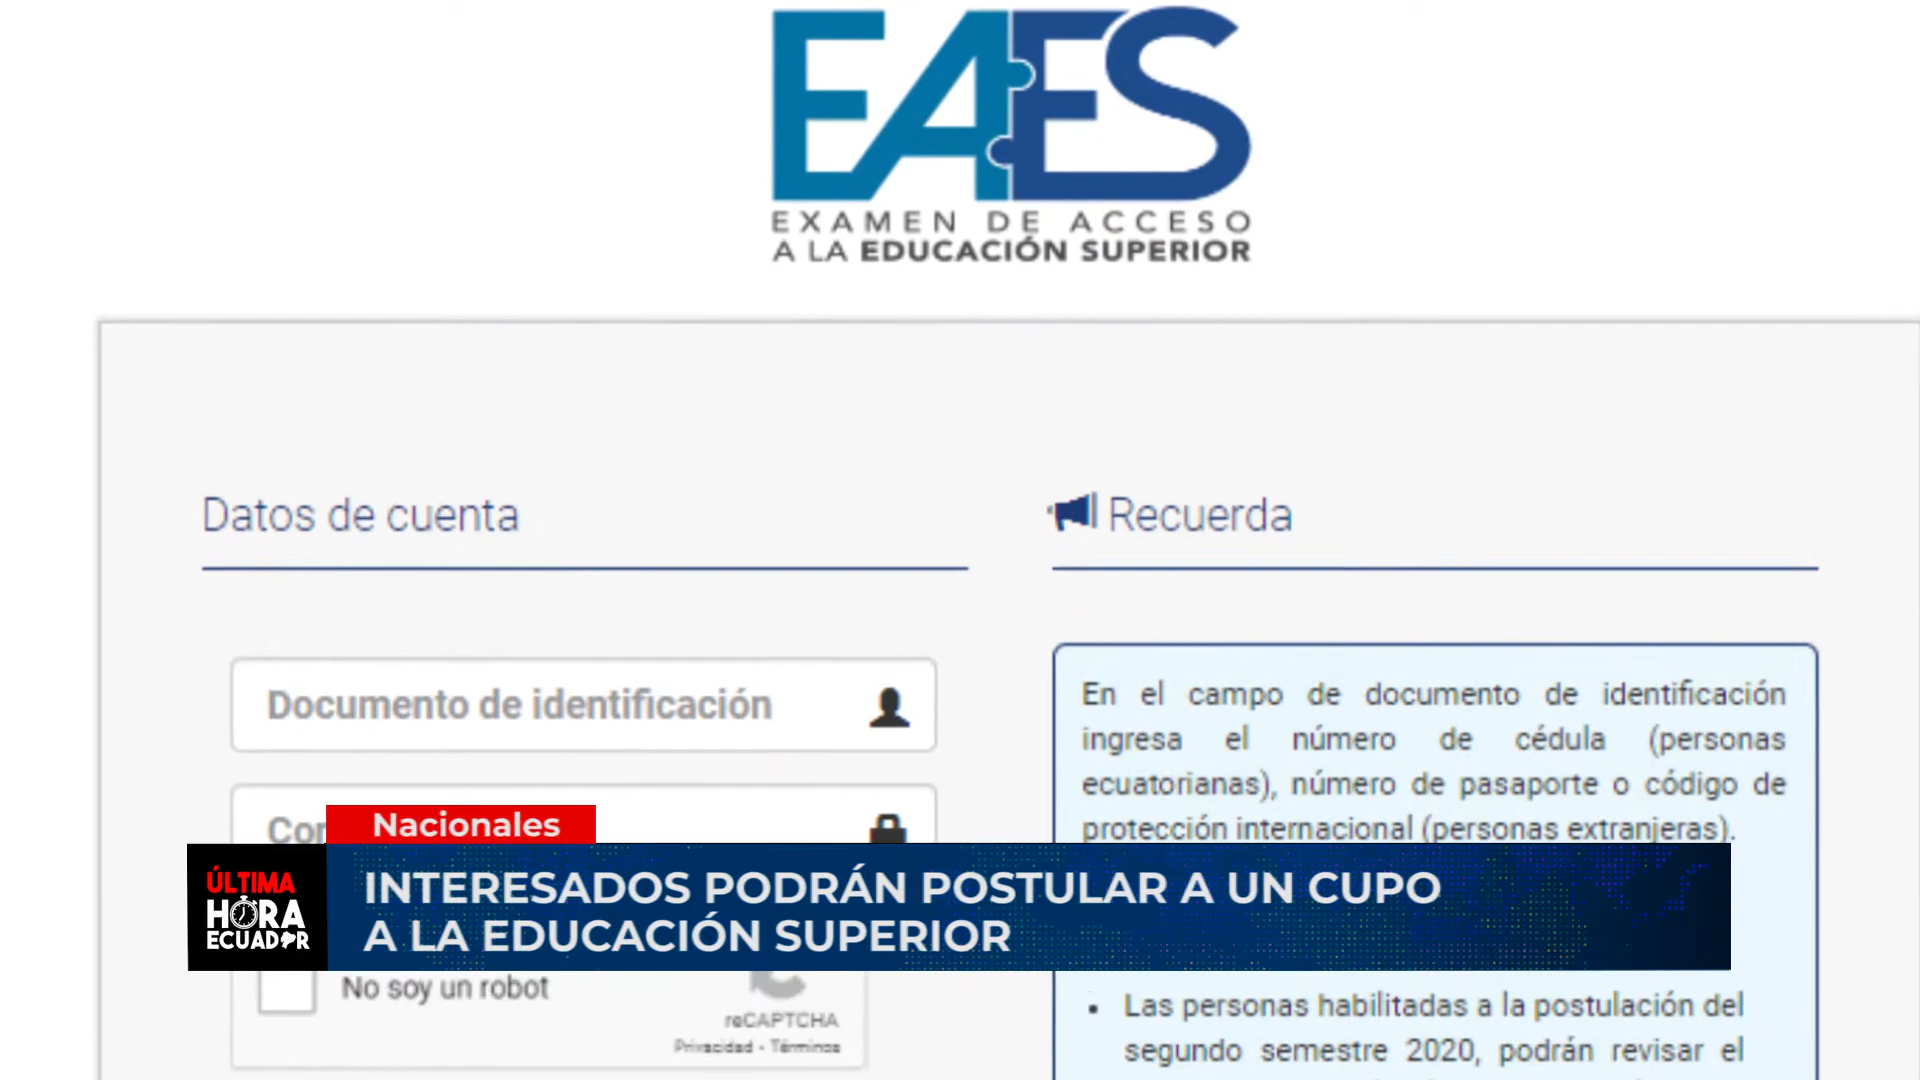 EAES
EXAMEN DE ACCESO
A LA EDUCACIÓN SUPERIOR
Datos de cuenta
Documento de identificación
No soy un robot
reCAPTCHA
Privacidad - Términos
Recuerda
En el campo de documento de identificación
ingresa el número de cédula (personas
ecuatorianas), número de pasaporte o código de
protección internacional (personas extranjeras).
• Las personas habilitadas a la postulación del
segundo semestre 2020, podrán revisar el
Nacionales
ÚLTIMA
HORA
ECUADOR
INTERESADOS PODRÁN POSTULAR A UN CUPO
A LA EDUCACIÓN SUPERIOR